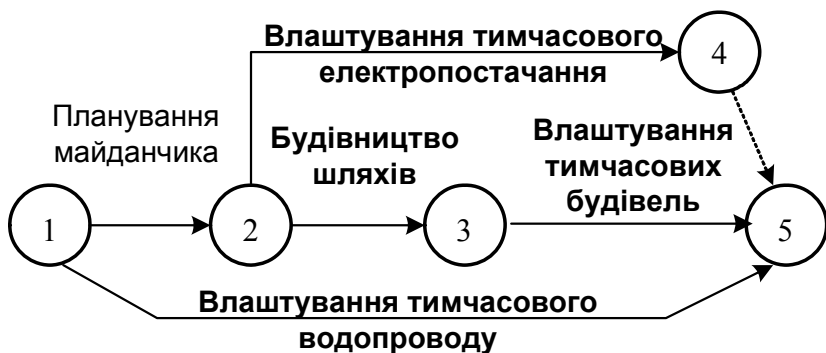 Влаштування тимчасового
електропостачання
4
Планування
майданчика
Будівництво
шляхів
Влаштування
тимчасових
будівель
1
2
3
5
Влаштування тимчасового
водопроводу